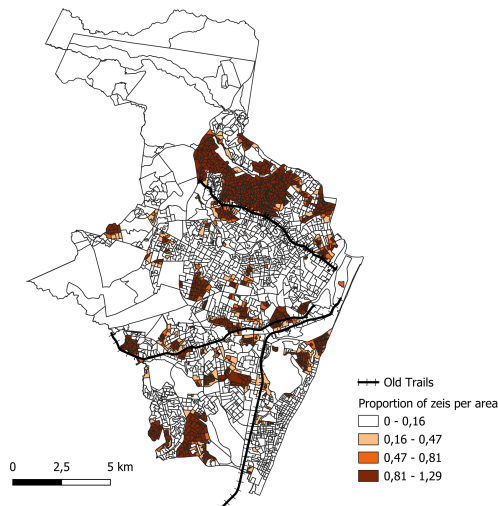 Old Trails
Proportion of zeis per area
0 - 0,16
0,16 - 0,47
0,47 - 0,81
0,81 - 1,29
0 2,5 5 km